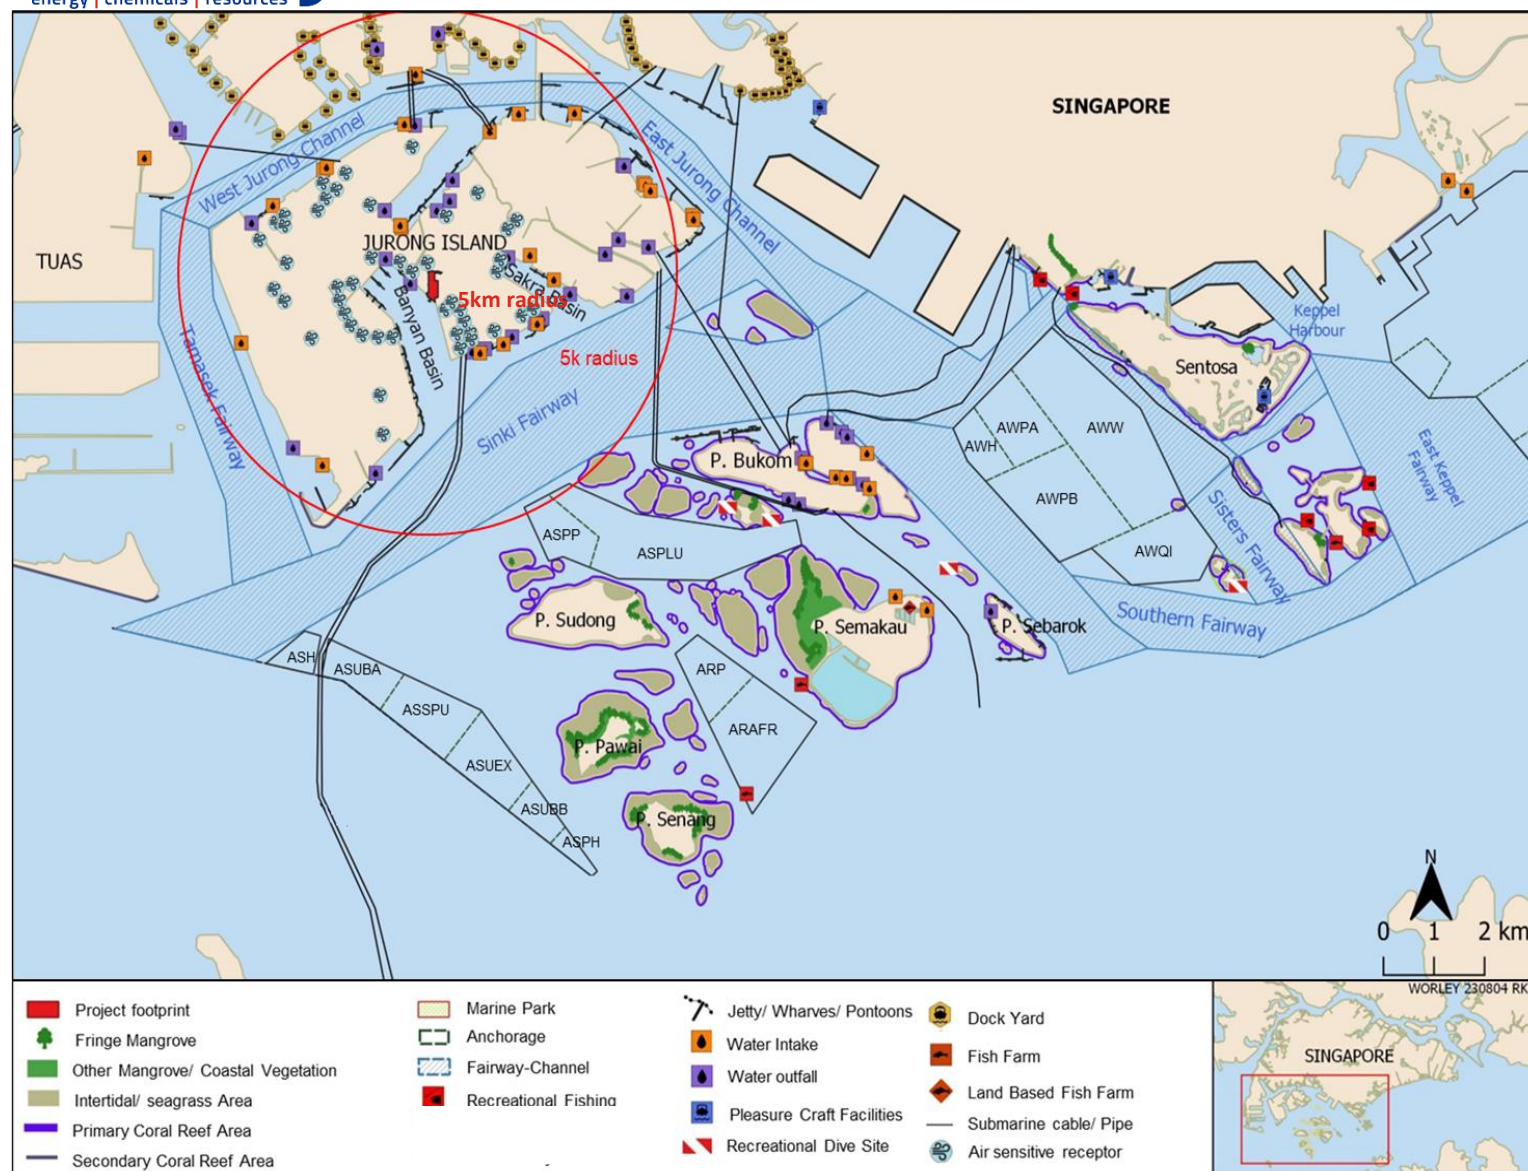 energy | chemicals | resources
SINGAPORE
West Jurong Channel
East Jurong Channel
TUAS
JURONG ISLAND
Sakra Basin
5km radius
Banyan Basin
Keppel
Harbour
Tamasek Fairway
5k radius
Sentosa
Sinki Fairway
AWPA
AWW
AWH
P. Bukom
East Keppel
Fairway
AWPB
Sisters Fairway
ASPP
ASPLU
AWQI
P. Sudong
P. Semakau
P. Sebarok
Southern Fairway
ASH
ASUBA
ARP
ASSPU
ARAFR
P. Pawai
ASUEX
ASUBB
P. Senang
ASPH
N
0 1 2 km
WORLEY 230804 RK
Project footprint
Fringe Mangrove
Other Mangrove/ Coastal Vegetation
Intertidal/ seagrass Area
Primary Coral Reef Area
Secondary Coral Reef Area
Marine Park
Anchorage
Fairway-Channel
Recreational Fishing
Jetty/ Wharves/ Pontoons
Water Intake
Water outfall
Pleasure Craft Facilities
Recreational Dive Site
Dock Yard
Fish Farm
Land Based Fish Farm
Submarine cable/ Pipe
Air sensitive receptor
SINGAPORE